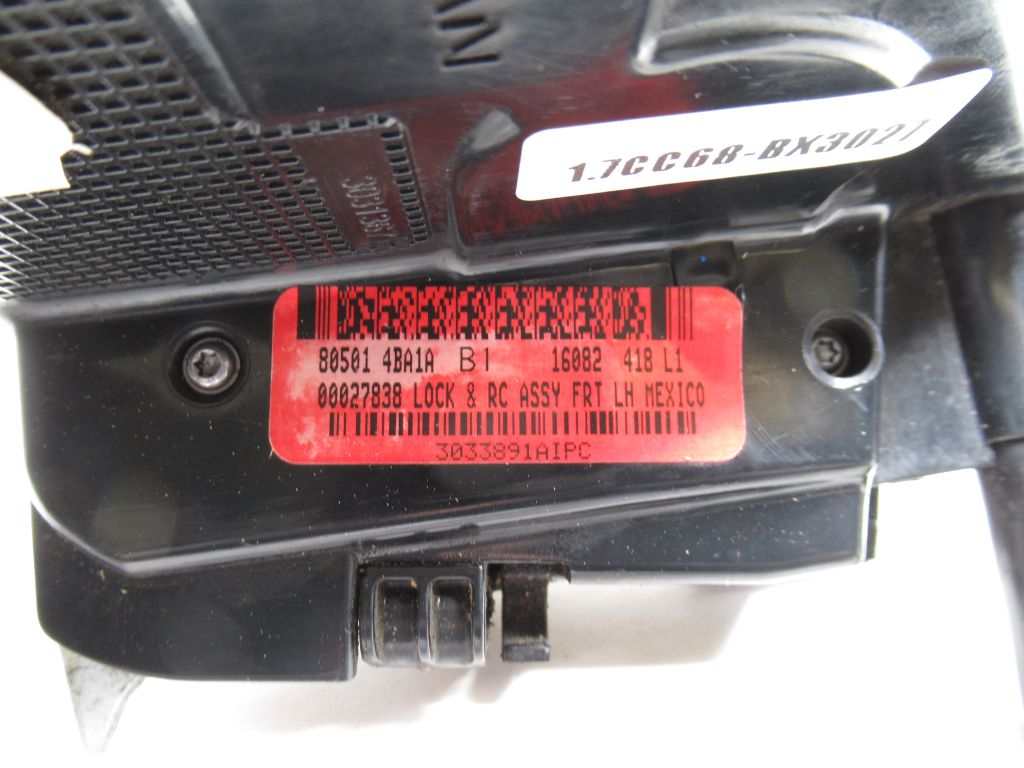 1.7CC68-BX3027
80501 4BA1A B1 16082 418 L1
00027838 LOCK & RC ASSY FRT LH MEXICO
3033891AIPC